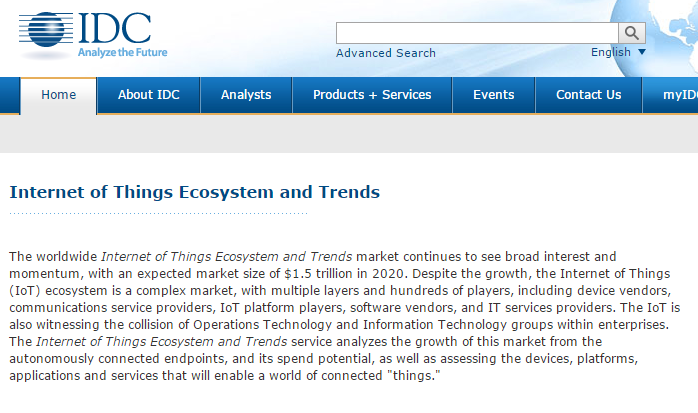 IDC
Analyze the Future
Advanced Search
English
Home
About IDC
Analysts
Products + Services
Events
Contact Us
myID
Internet of Things Ecosystem and Trends
The worldwide Internet of Things Ecosystem and Trends market continues to see broad interest and
momentum, with an expected market size of $1.5 trillion in 2020. Despite the growth, the Internet of Things
(IoT) ecosystem is a complex market, with multiple layers and hundreds of players, including device vendors,
communications service providers, IoT platform players, software vendors, and IT services providers. The IoT is
also witnessing the collision of Operations Technology and Information Technology groups within enterprises.
The Internet of Things Ecosystem and Trends service analyzes the growth of this market from the
autonomously connected endpoints, and its spend potential, as well as assessing the devices, platforms,
applications and services that will enable a world of connected "things."